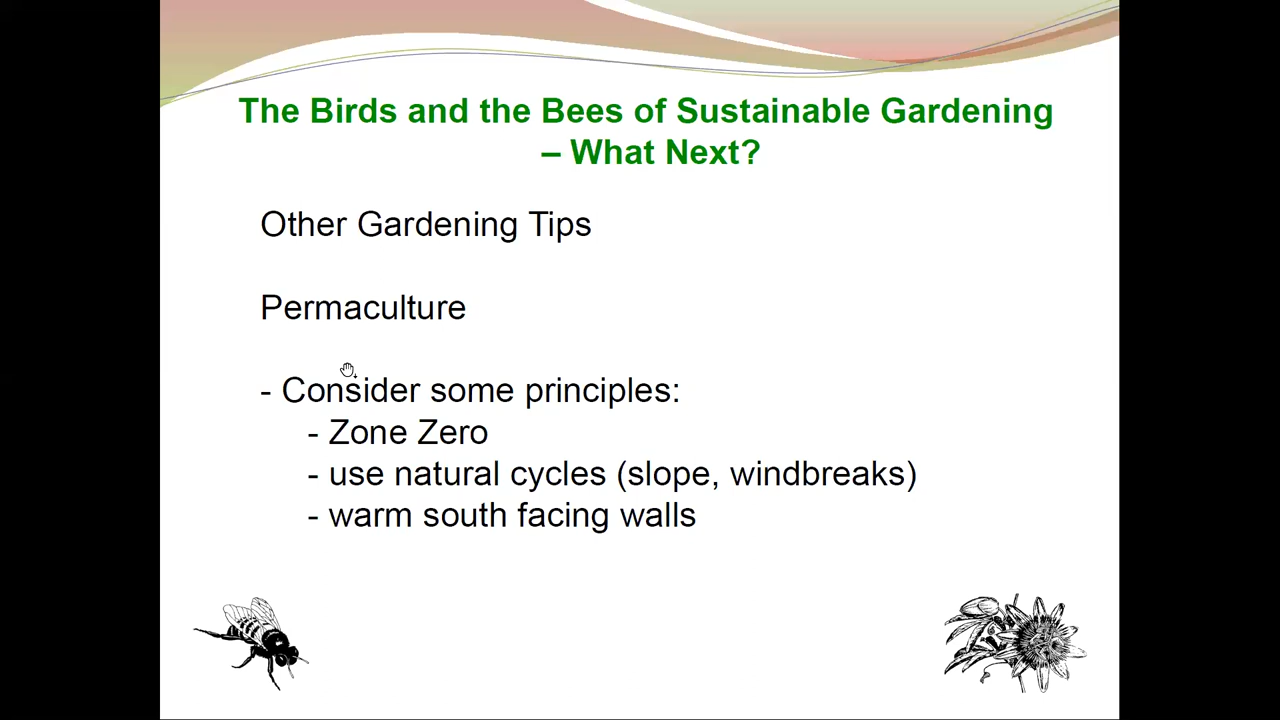 The Birds and the Bees of Sustainable Gardening
– What Next?
Other Gardening Tips
Permaculture
- Consider some principles:
- Zone Zero
- use natural cycles (slope, windbreaks)
- warm south facing walls